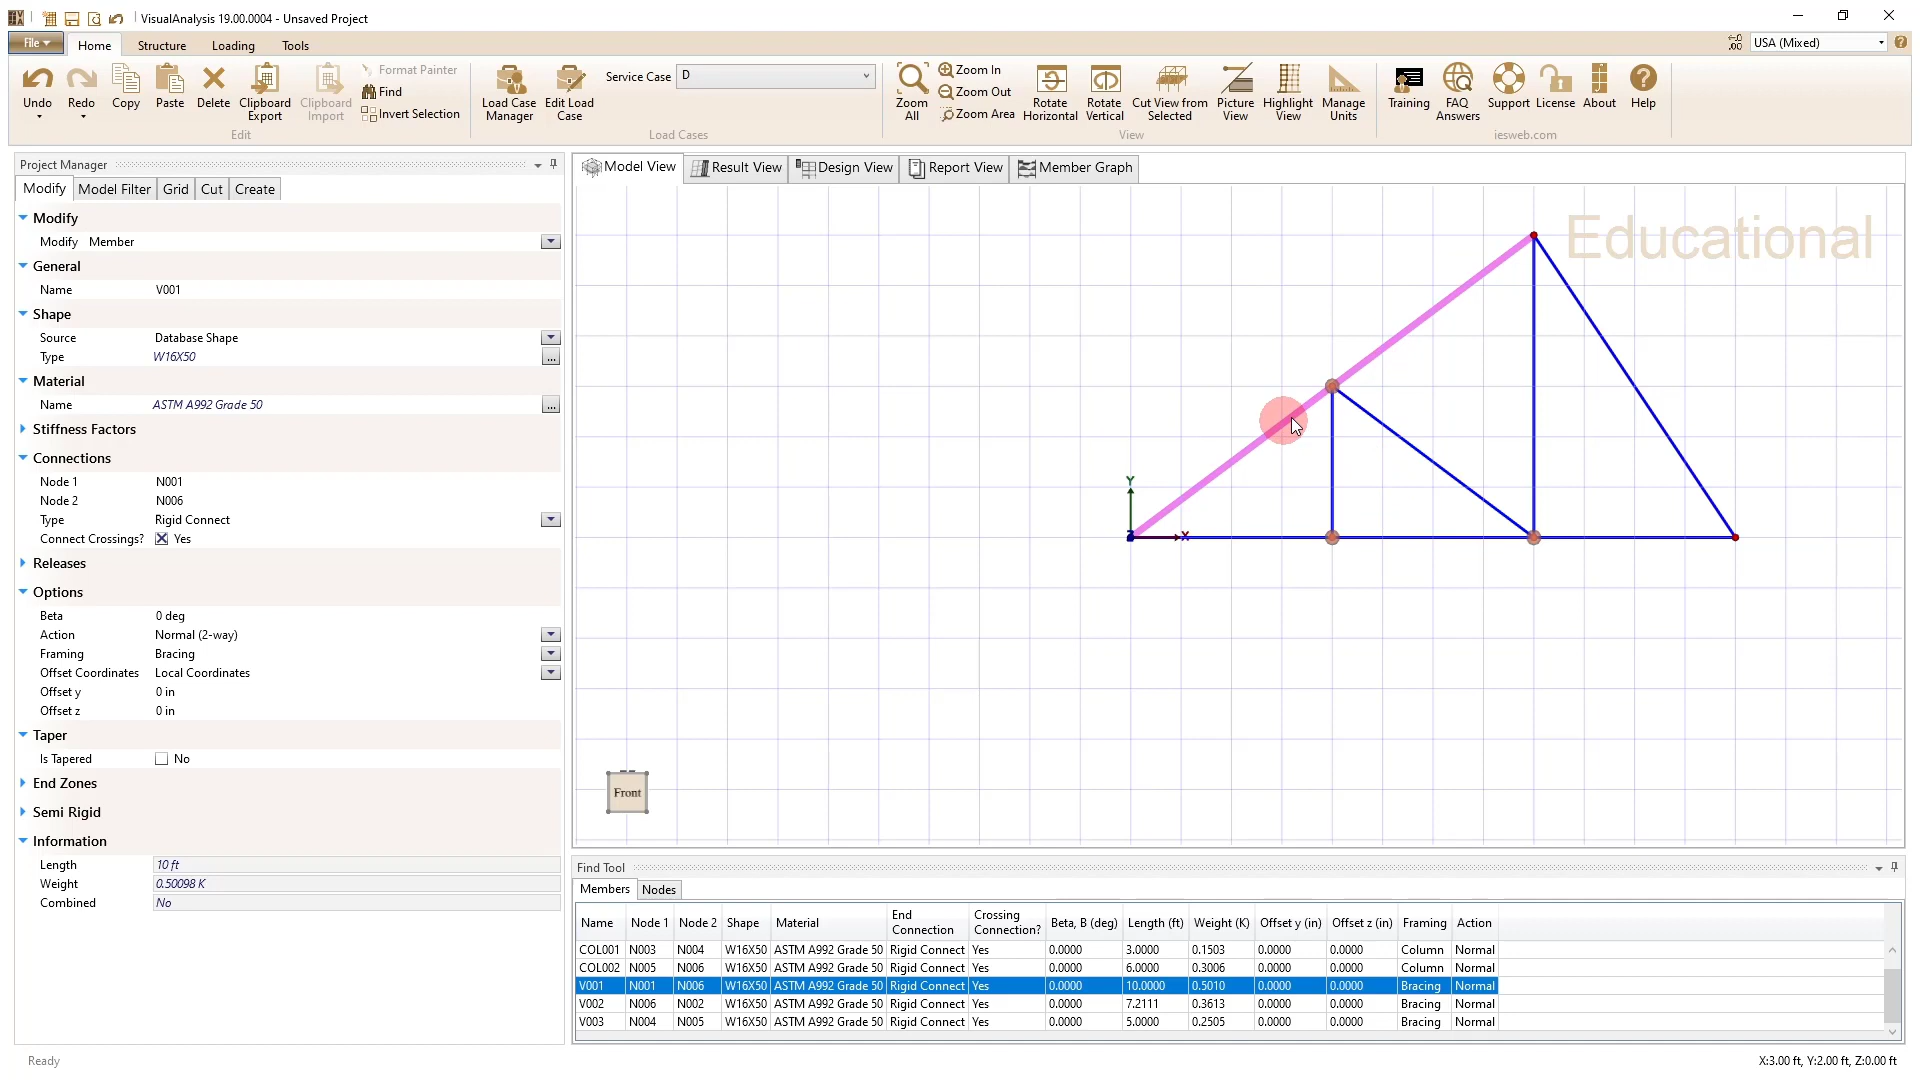 VisualAnalysis 19.00.0004 - Unsaved Project
File Home Structure Loading Tools USA (Mixed)
Undo Redo Copy Paste Delete Clipboard Export Clipboard Import Format Painter Find Invert Selection Load Case Manager Edit Load Case Service Case D Zoom All Zoom In Zoom Out Zoom Area Rotate Horizontal Rotate Vertical Cut View from Selected Picture View Highlight View Manage Units Training FAQ Answers Support License About Help
Edit Load Cases View iesweb.com
Project Manager
Modify Model Filter Grid Cut Create
Modify
Modify Member
General
Name V001
Shape
Source Database Shape
Type W16X50 ...
Material
Name ASTM A992 Grade 50 ...
Stiffness Factors
Connections
Node 1 N001
Node 2 N006
Type Rigid Connect
Connect Crossings? Yes
Releases
Options
Beta 0 deg
Action Normal (2-way)
Framing Bracing
Offset Coordinates Local Coordinates
Offset y 0 in
Offset z 0 in
Taper
Is Tapered No
End Zones
Semi Rigid
Information
Length 10 ft
Weight 0.50098 K
Combined No
Model View Result View Design View Report View Member Graph
Educational
Y
X
Front
Find Tool
Members Nodes
Name Node 1 Node 2 Shape Material End Connection Crossing Connection? Beta, B (deg) Length (ft) Weight (K) Offset y (in) Offset z (in) Framing Action
COL001 N003 N004 W16X50 ASTM A992 Grade 50 Rigid Connect Yes 0.0000 3.0000 0.1503 0.0000 0.0000 Column Normal
COL002 N005 N006 W16X50 ASTM A992 Grade 50 Rigid Connect Yes 0.0000 6.0000 0.3006 0.0000 0.0000 Column Normal
V001 N001 N006 W16X50 ASTM A992 Grade 50 Rigid Connect Yes 0.0000 10.0000 0.5010 0.0000 0.0000 Bracing Normal
V002 N006 N002 W16X50 ASTM A992 Grade 50 Rigid Connect Yes 0.0000 7.2111 0.3613 0.0000 0.0000 Bracing Normal
V003 N004 N005 W16X50 ASTM A992 Grade 50 Rigid Connect Yes 0.0000 5.0000 0.2505 0.0000 0.0000 Bracing Normal
Ready X:3.00 ft, Y:2.00 ft, Z:0.00 ft